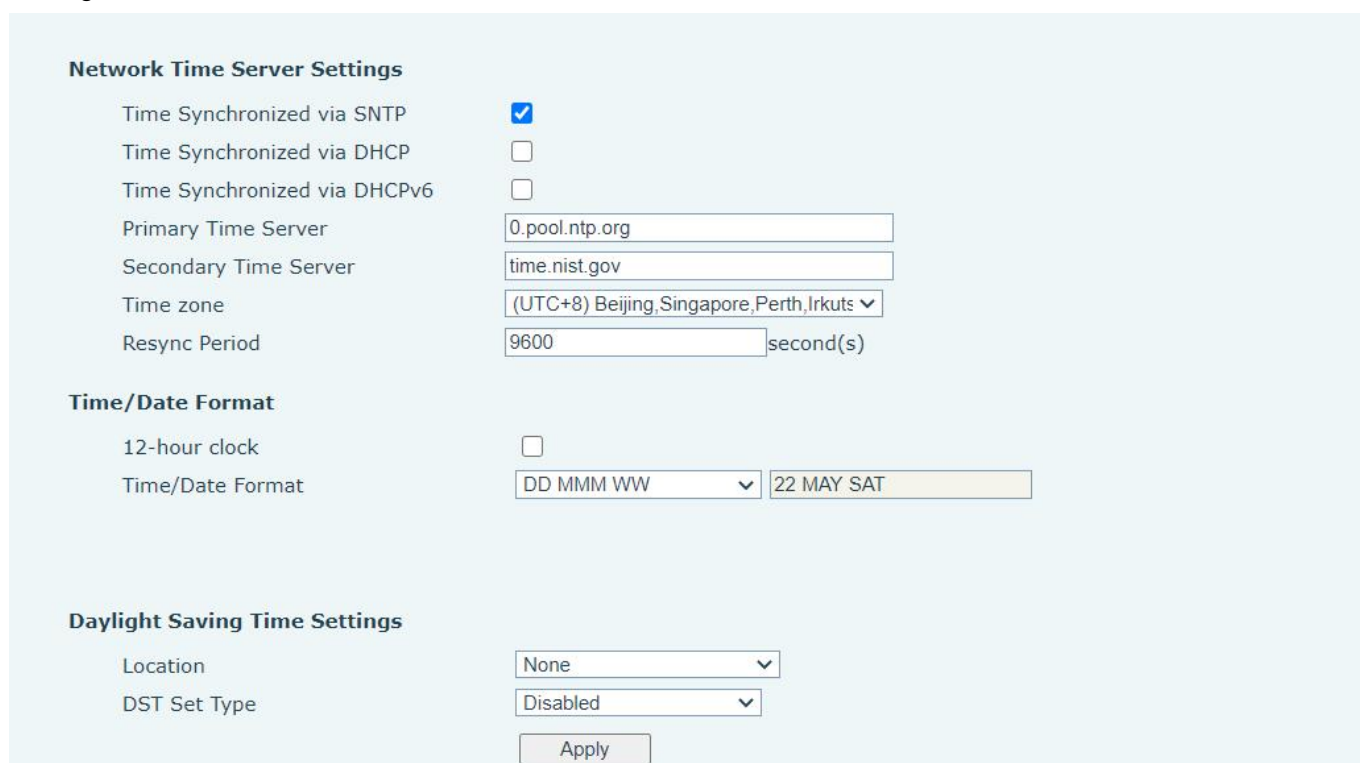 Network Time Server Settings
Time Synchronized via SNTP
Time Synchronized via DHCP
Time Synchronized via DHCPv6
Primary Time Server 0.pool.ntp.org
Secondary Time Server time.nist.gov
Time zone (UTC+8) Beijing,Singapore,Perth,Irkuts
Resync Period 9600 second(s)
Time/Date Format
12-hour clock
Time/Date Format DD MMM WW 22 MAY SAT
Daylight Saving Time Settings
Location None
DST Set Type Disabled
Apply